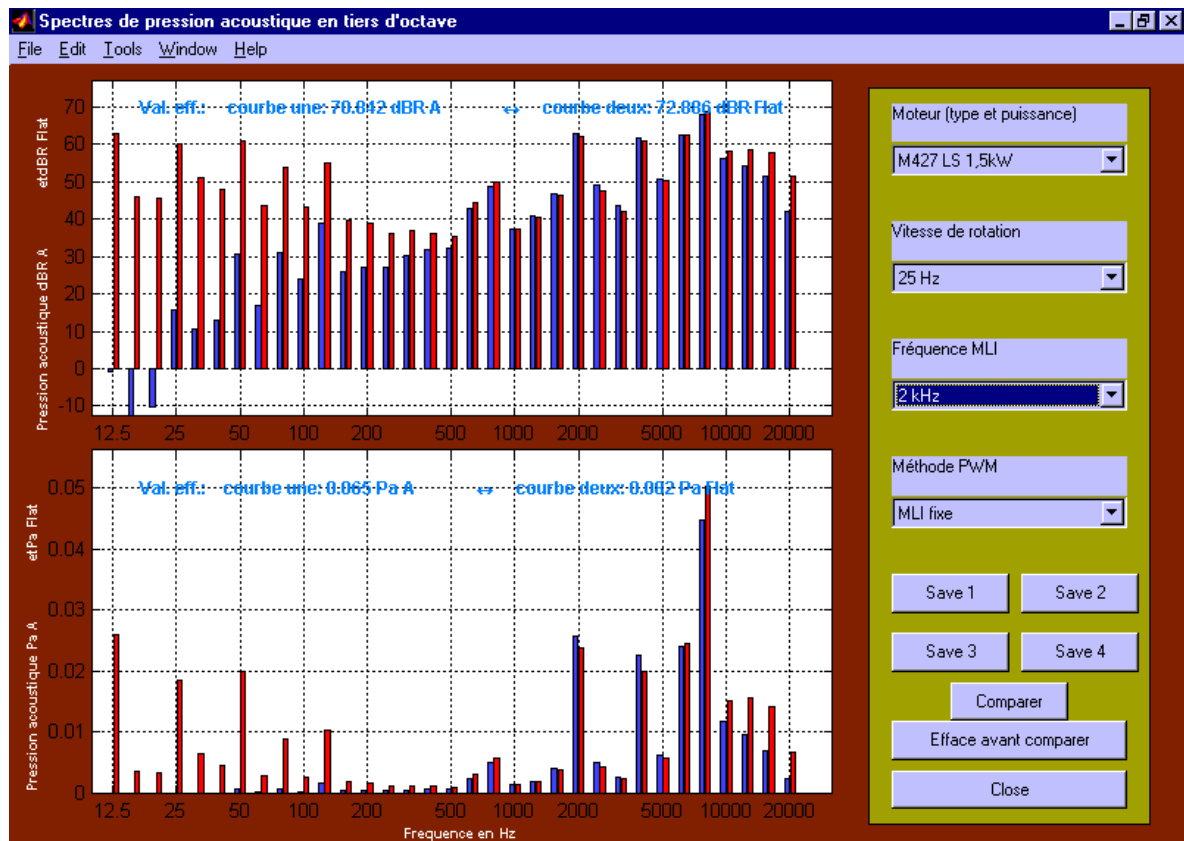 Spectres de pression acoustique en tiers d'octave
File Edit Tools Window Help
Val. eff.: courbe une: 70.842 dBR A ↔ courbe deux: 72.886 dBR Flat
Pression acoustique dBR A etdBR Flat
70
60
50
40
30
20
10
0
-10
12.5 25 50 100 200 500 1000 2000 5000 10000 20000
Val. eff.: courbe une: 0.065 Pa A ↔ courbe deux: 0.002 Pa Flat
Pression acoustique Pa A etPa Flat
0.05
0.04
0.03
0.02
0.01
0
12.5 25 50 100 200 500 1000 2000 5000 10000 20000
Frequence en Hz
Moteur (type et puissance)
M427 LS 1,5kW
Vitesse de rotation
25 Hz
Fréquence MLI
2 kHz
Méthode PWM
MLI fixe
Save 1 Save 2
Save 3 Save 4
Comparer
Efface avant comparer
Close